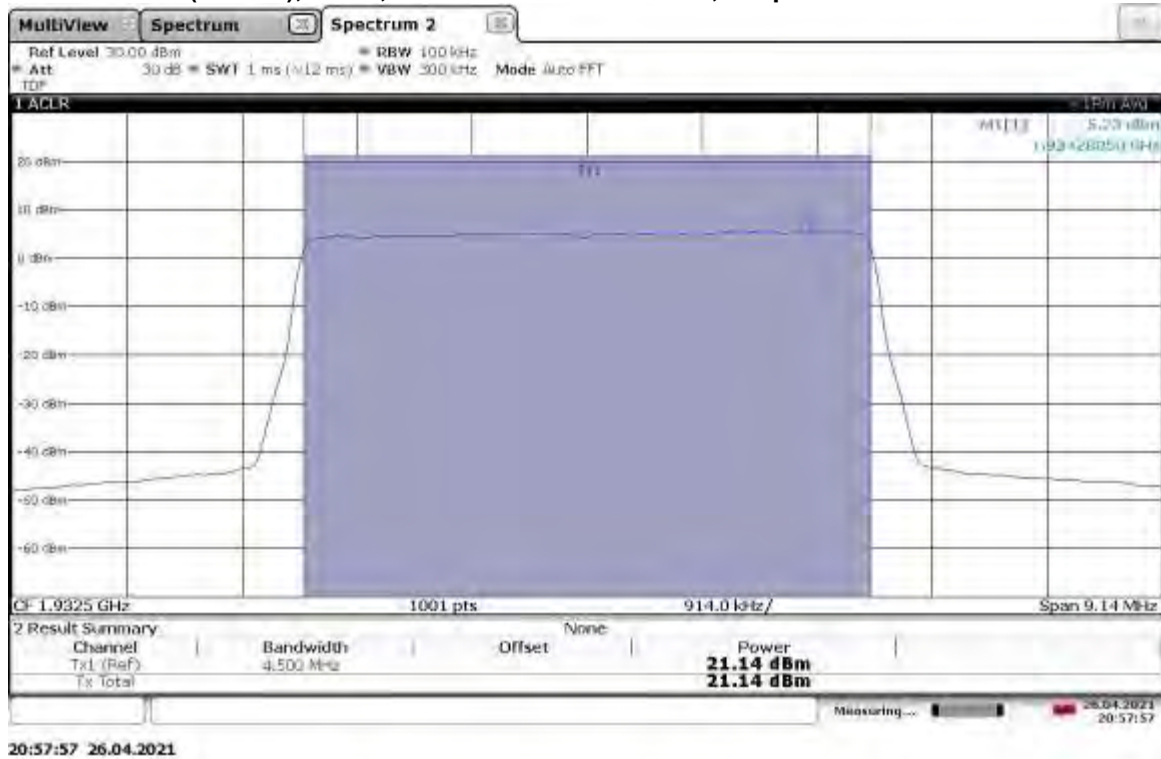 MultiView Spectrum Spectrum 2
Ref Level 30.00 dBm RBW 100 kHz
Att 30 dB SWT 1 ms (~12 ms) VBW 300 kHz Mode Auto FFT
TDF
1 ACLR 1Rm Avg
M1[1] 5.23 dBm
Tx1
20 dBm
10 dBm
0 dBm
-10 dBm
-20 dBm
-30 dBm
-40 dBm
-50 dBm
-60 dBm
CF 1.9325 GHz 1001 pts 914.0 kHz/ Span 9.14 MHz
2 Result Summary None
Channel Bandwidth Offset Power
Tx1 (Ref) 4.500 MHz 21.14 dBm
Tx Total 21.14 dBm
Measuring... 26.04.2021
20:57:57
20:57:57 26.04.2021